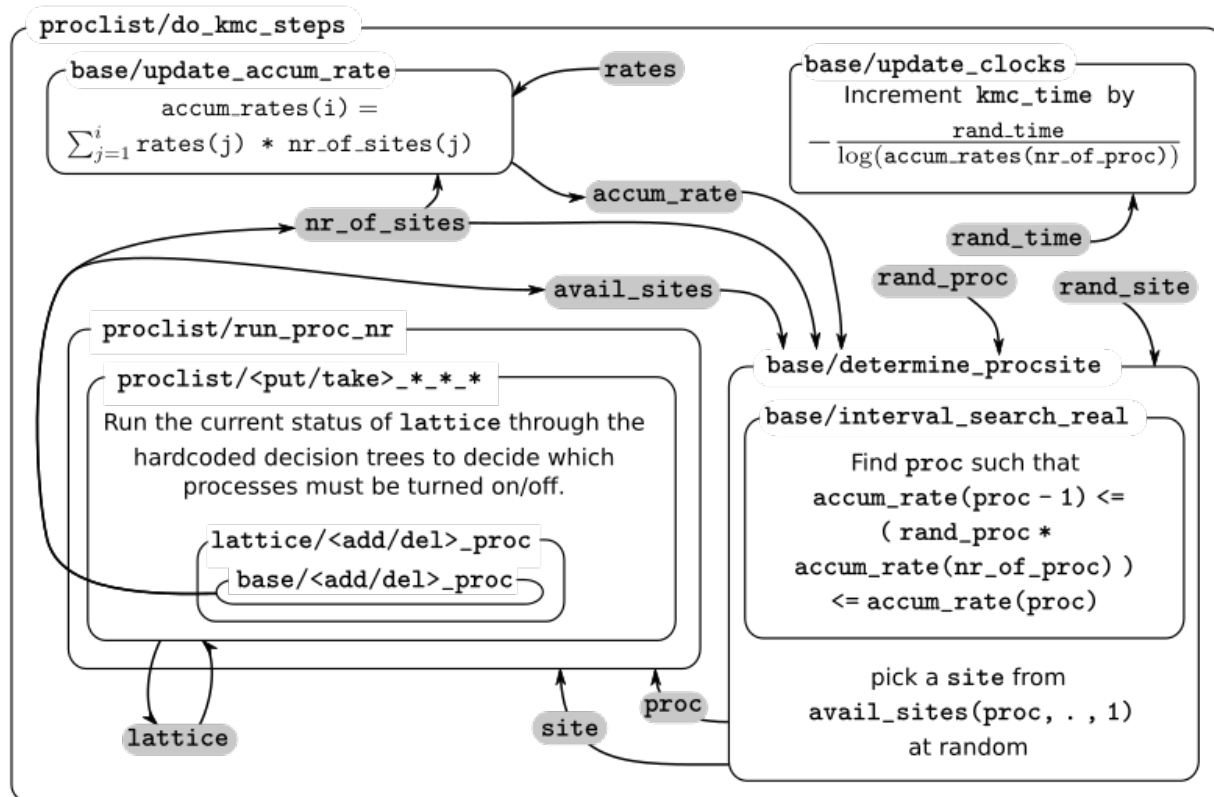 proclist/do_kmc_steps
base/update_accum_rate
accum_rates(i) =
∑_{j=1}^{i} rates(j) * nr_of_sites(j)
rates
base/update_clocks
Increment kmc_time by
− rand_time / log(accum_rates(nr_of_proc))
accum_rate
nr_of_sites
rand_time
avail_sites
rand_proc
rand_site
proclist/run_proc_nr
proclist/<put/take>_*_*_*
Run the current status of lattice through the
hardcoded decision trees to decide which
processes must be turned on/off.
lattice/<add/del>_proc
base/<add/del>_proc
lattice
site
proc
base/determine_procsite
base/interval_search_real
Find proc such that
accum_rate(proc - 1) <=
( rand_proc *
accum_rate(nr_of_proc) )
<= accum_rate(proc)
pick a site from
avail_sites(proc, . , 1)
at random